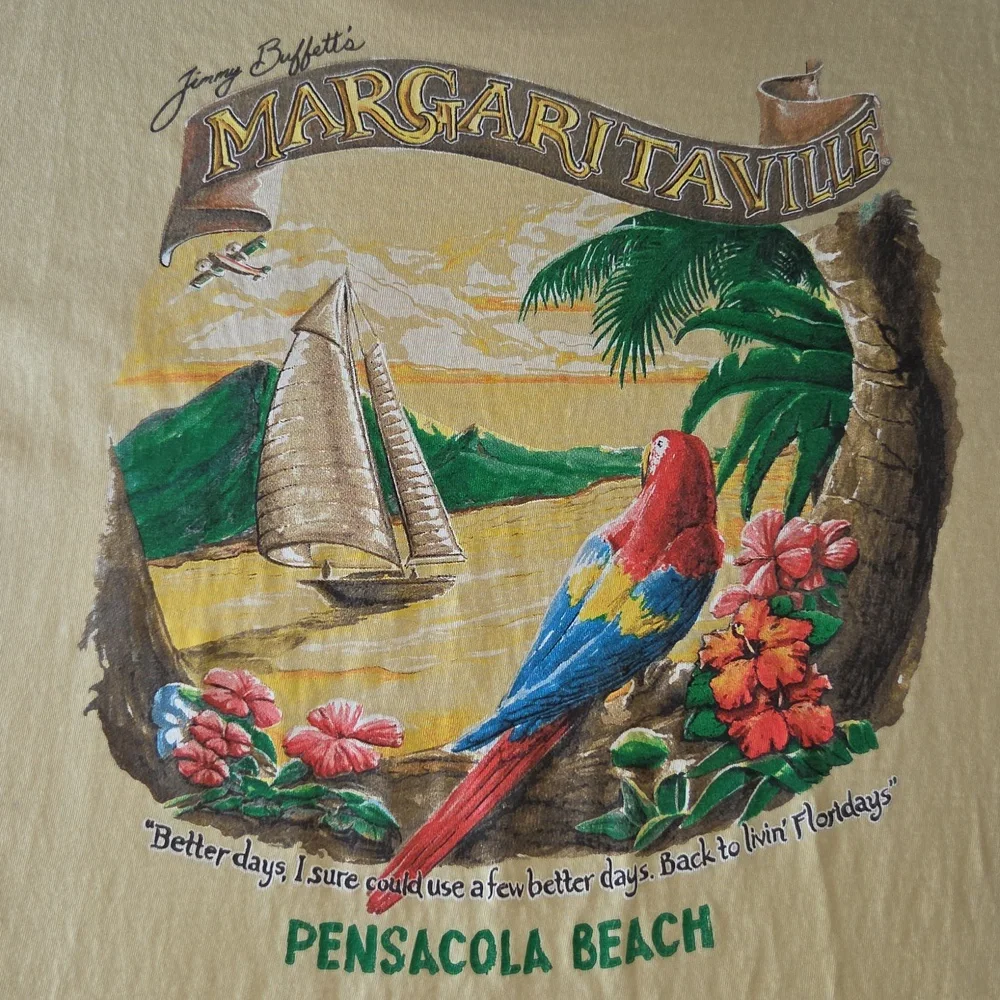 Jimmy Buffett's
MARGARITAVILLE
"Better days, I sure could use a few better days. Back to livin' Floridays"
PENSACOLA BEACH